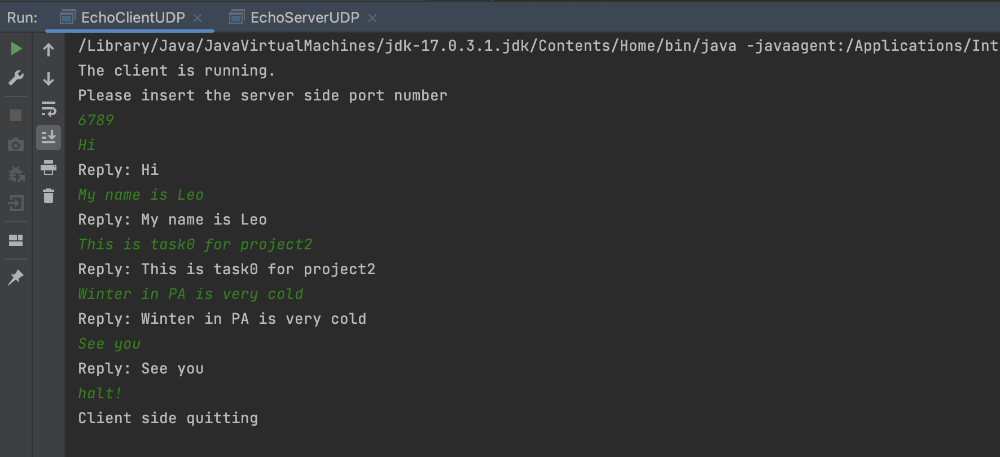 Run: EchoClientUDP EchoServerUDP
/Library/Java/JavaVirtualMachines/jdk-17.0.3.1.jdk/Contents/Home/bin/java -javaagent:/Applications/Int
The client is running.
Please insert the server side port number
6789
Hi
Reply: Hi
My name is Leo
Reply: My name is Leo
This is task0 for project2
Reply: This is task0 for project2
Winter in PA is very cold
Reply: Winter in PA is very cold
See you
Reply: See you
halt!
Client side quitting